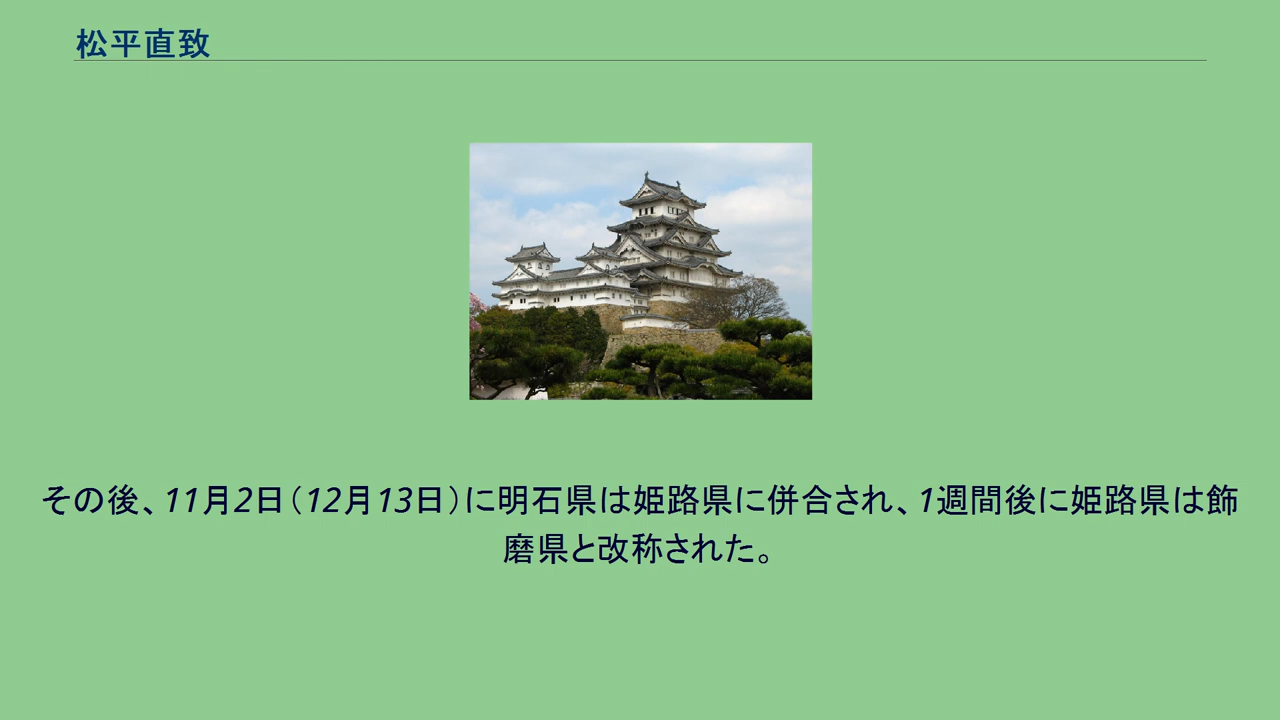 松平直致
その後、11月2日（12月13日）に明石県は姫路県に併合され、1週間後に姫路県は飾
磨県と改称された。